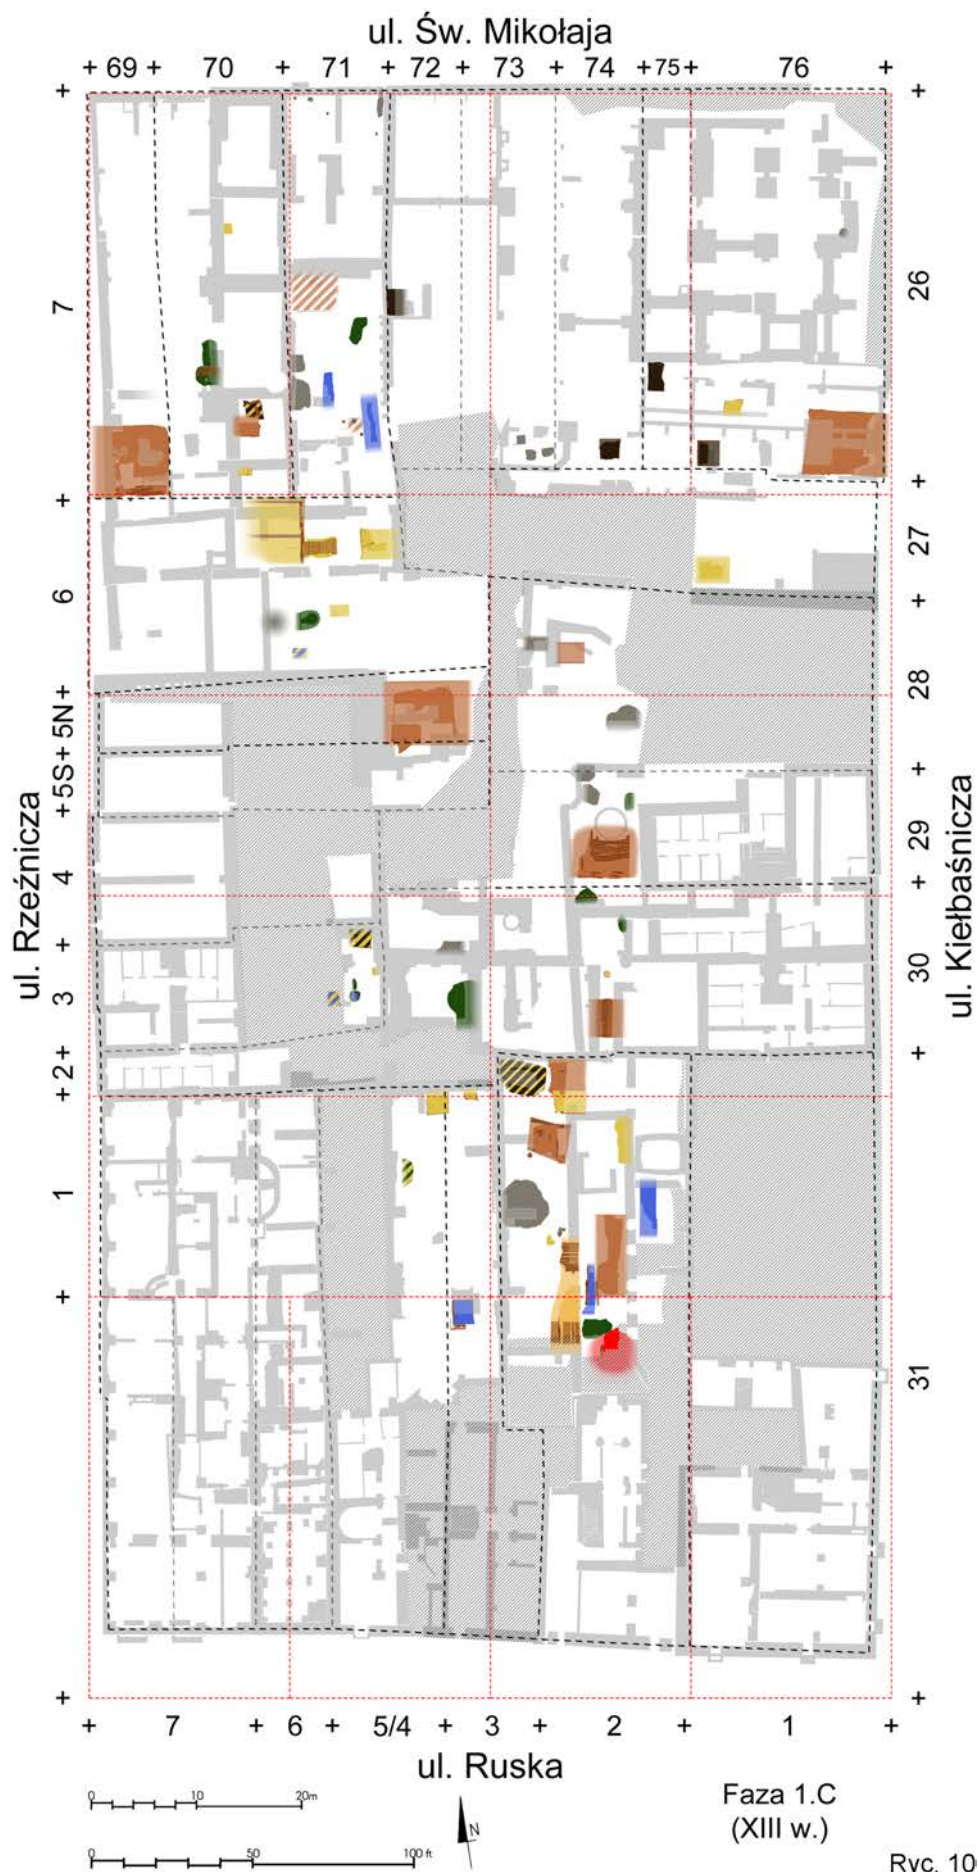 ul. Św. Mikołaja
+ 69 + 70 + 71 + 72 + 73 + 74 + 75 + 76 +
+ 7 + 6 + 5N + 5S + 4 + 3 + 2 + 1 + +
ul. Rzeźnicza
+ 26 + 27 + 28 + 29 + 30 + 31 +
ul. Kiełbaśnicza
+ 7 + 6 + 5/4 + 3 + 2 + 1 +
ul. Ruska
0 10 20m
0 50 100 ft
N
Faza 1.C
(XIII w.)
Ryc. 10